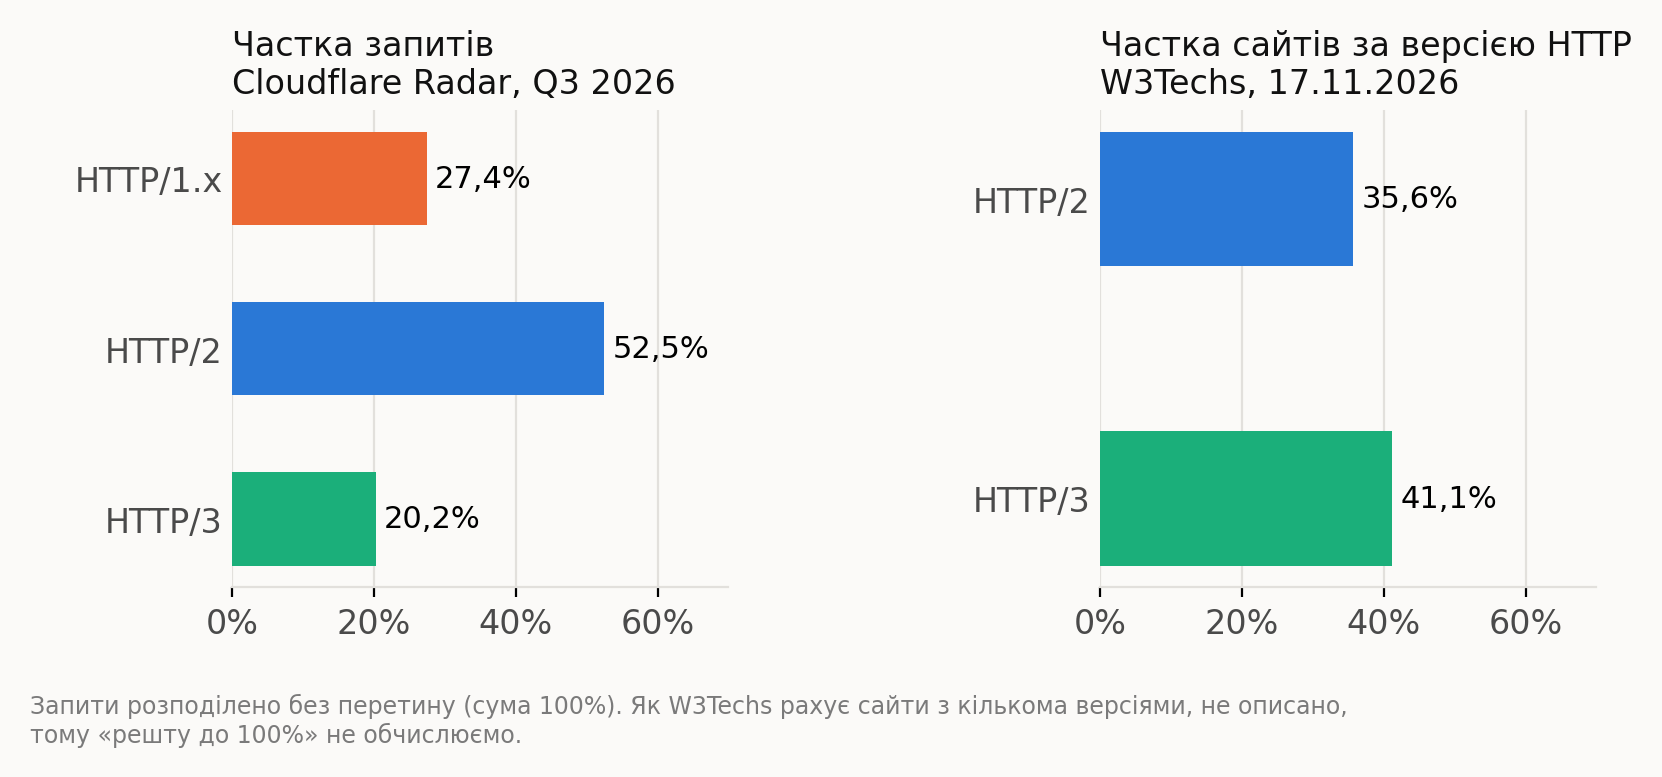 Частка запитів
Cloudflare Radar, Q3 2026
HTTP/1.x
27,4%
HTTP/2
52,5%
HTTP/3
20,2%
0%
20%
40%
60%
Частка сайтів за версією HTTP
W3Techs, 17.11.2026
HTTP/2
35,6%
HTTP/3
41,1%
0%
20%
40%
60%
Запити розподілено без перетину (сума 100%). Як W3Techs рахує сайти з кількома версіями, не описано,
тому «решту до 100%» не обчислюємо.